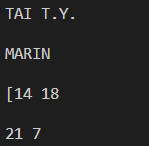 TAI T.Y.
MARIN
[14 18
21 7